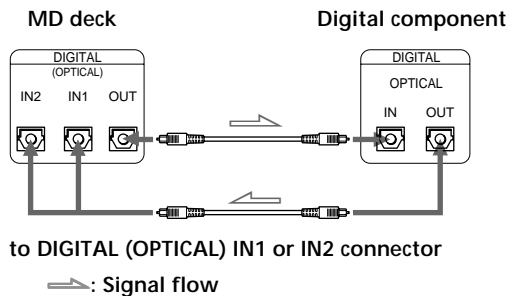 MD deck
Digital component
DIGITAL
(OPTICAL)
IN2 IN1 OUT
DIGITAL
OPTICAL
IN OUT
to DIGITAL (OPTICAL) IN1 or IN2 connector
: Signal flow